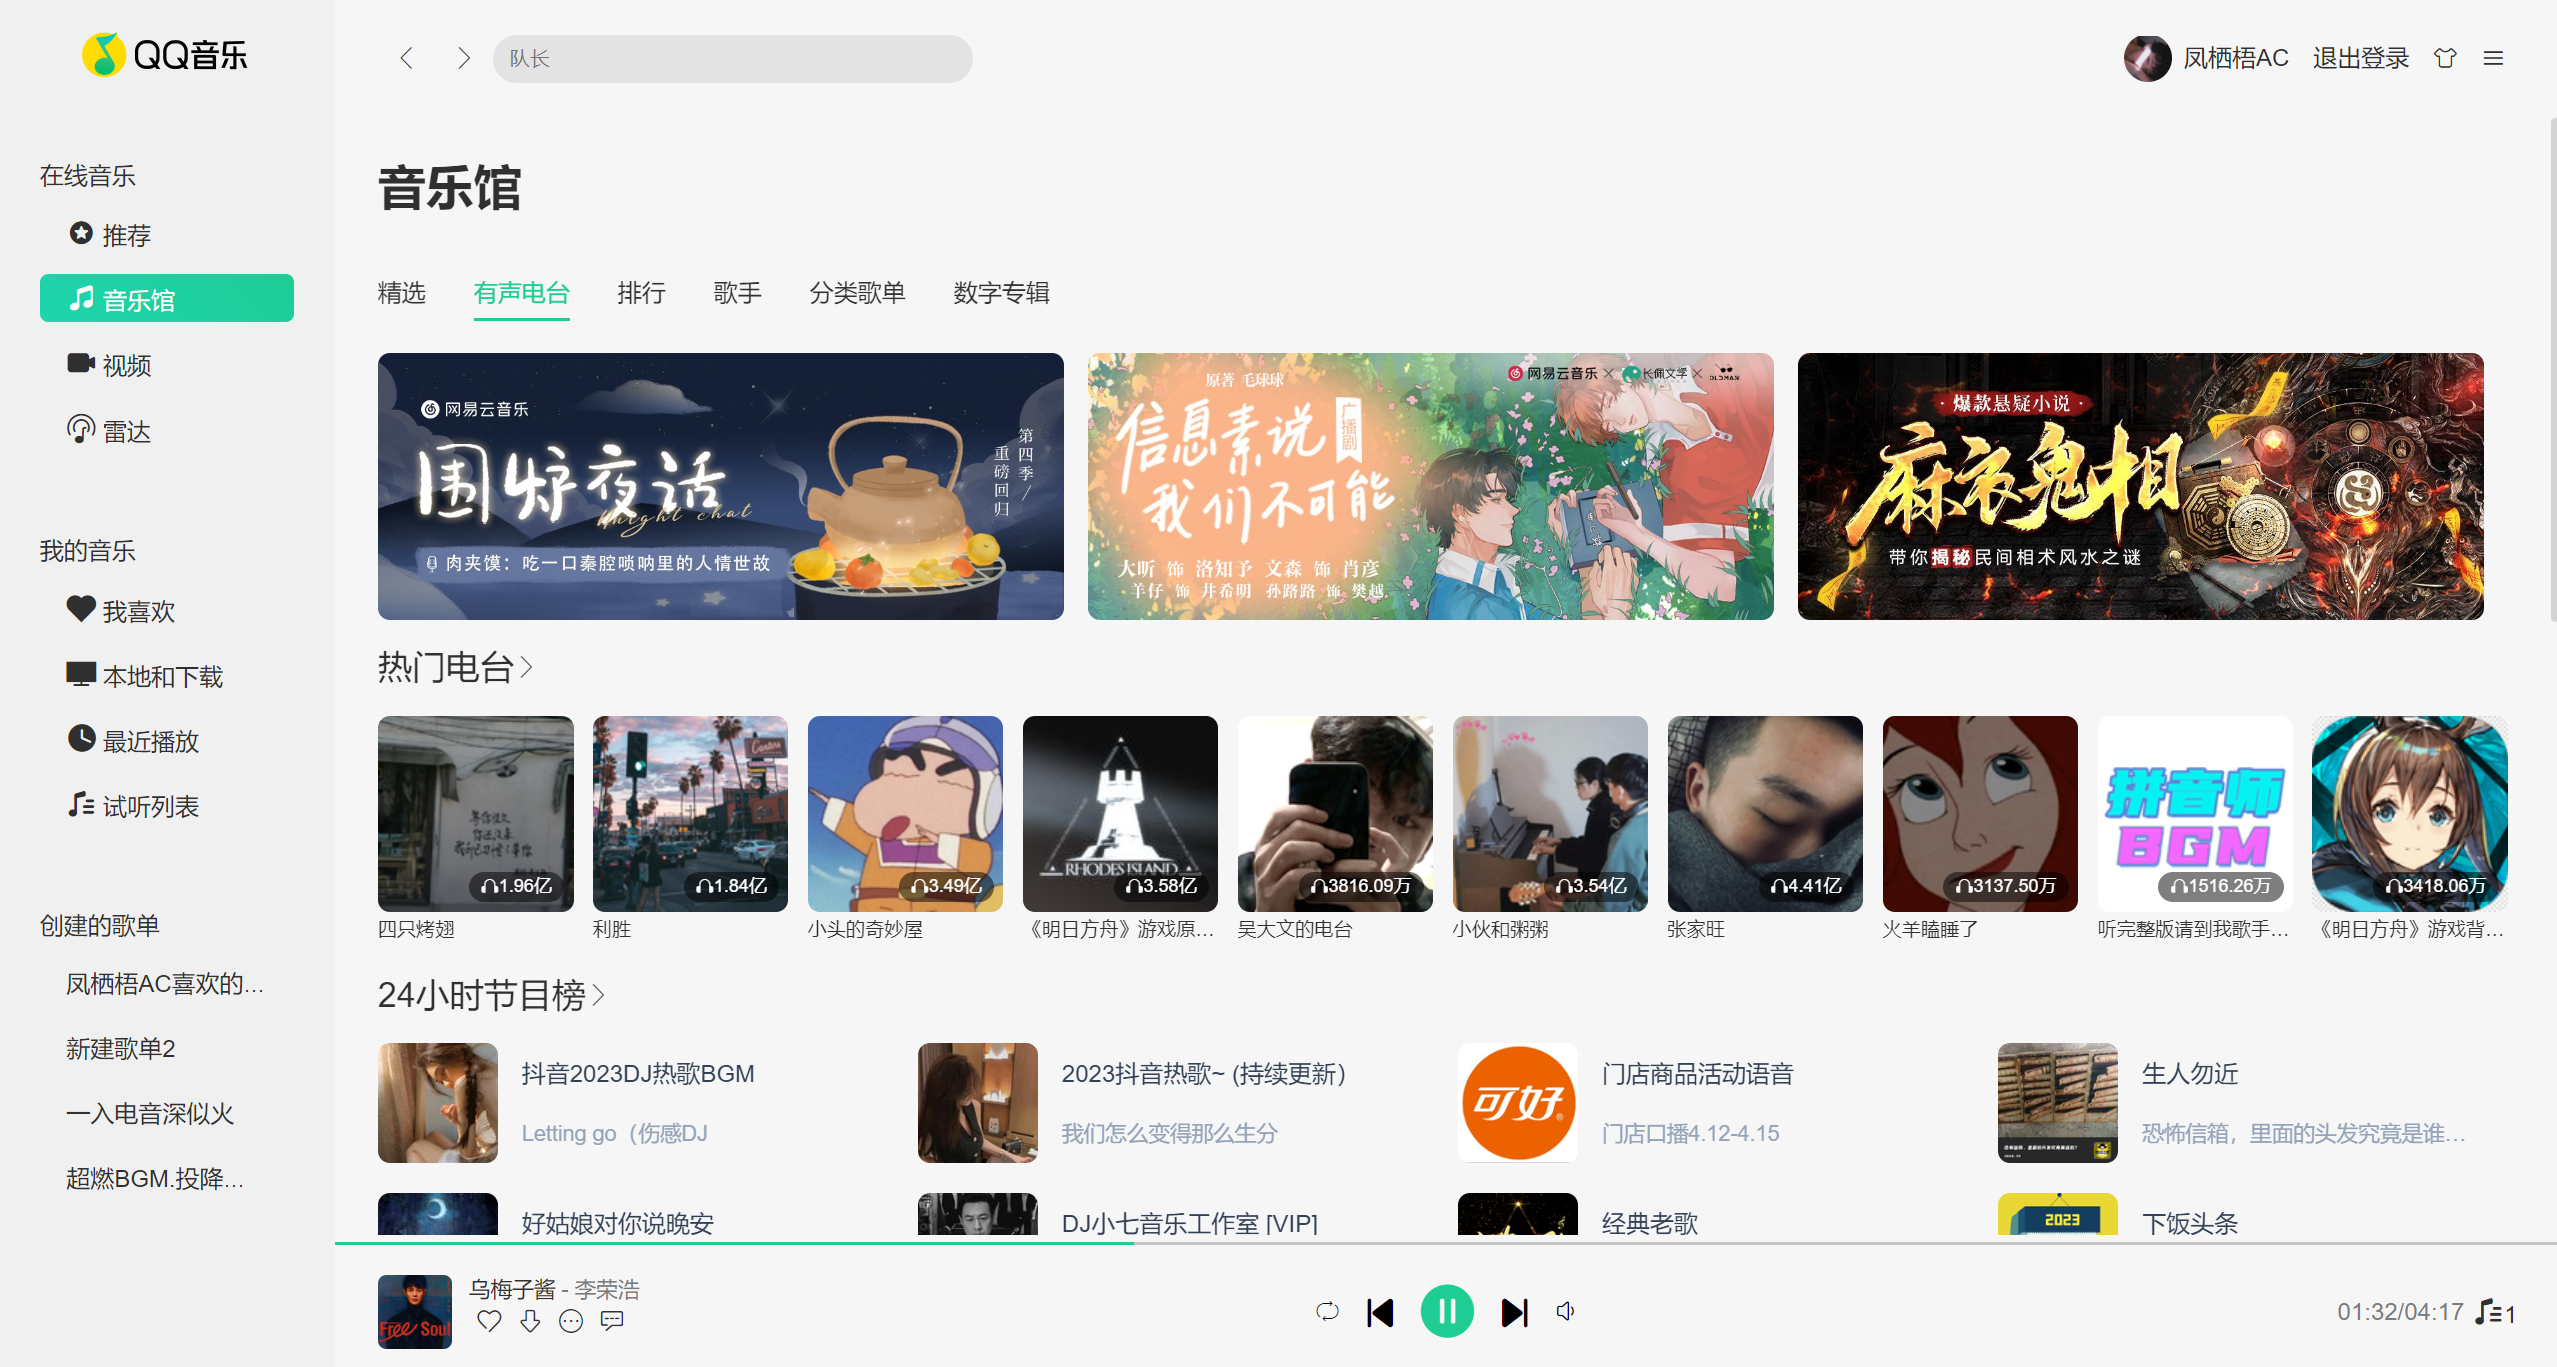 QQ音乐
队长
凤栖梧AC
退出登录
在线音乐
推荐
音乐馆
视频
雷达
我的音乐
我喜欢
本地和下载
最近播放
试听列表
创建的歌单
凤栖梧AC喜欢的...
新建歌单2
一入电音深似火
超燃BGM.投降...
音乐馆
精选 有声电台 排行 歌手 分类歌单 数字专辑
网易云音乐
围炉夜话
night chat
第四季/
重磅回归
肉夹馍：吃一口秦腔唢呐里的人情世故
原著 毛球球
网易云音乐×长佩文学×OLDMAN
信息素说
我们不可能
广播剧
大昕 饰 洛知予 文森 饰 肖彦
羊仔 饰 井希明 孙路路 饰 樊越
·爆款悬疑小说·
麻衣鬼相
带你揭秘民间相术风水之谜
热门电台
等你很久
你还没来
我都已习惯了等你
1.96亿
四只烤翅
Canters
1.84亿
利胜
3.49亿
小头的奇妙屋
RHODES ISLAND
3.58亿
《明日方舟》游戏原...
3816.09万
吴大文的电台
3.54亿
小伙和粥粥
4.41亿
张家旺
3137.50万
火羊瞌睡了
拼音师
BGM
1516.26万
听完整版请到我歌手...
3418.06万
《明日方舟》游戏背...
24小时节目榜
抖音2023DJ热歌BGM
Letting go（伤感DJ
2023抖音热歌~ (持续更新）
我们怎么变得那么生分
可好®
门店商品活动语音
门店口播4.12-4.15
生人勿近
恐怖信箱，里面的头发究竟是谁...
好姑娘对你说晚安
DJ小七音乐工作室 [VIP]
经典老歌
2023
下饭头条
Free Soul
乌梅子酱 - 李荣浩
01:32/04:17
1